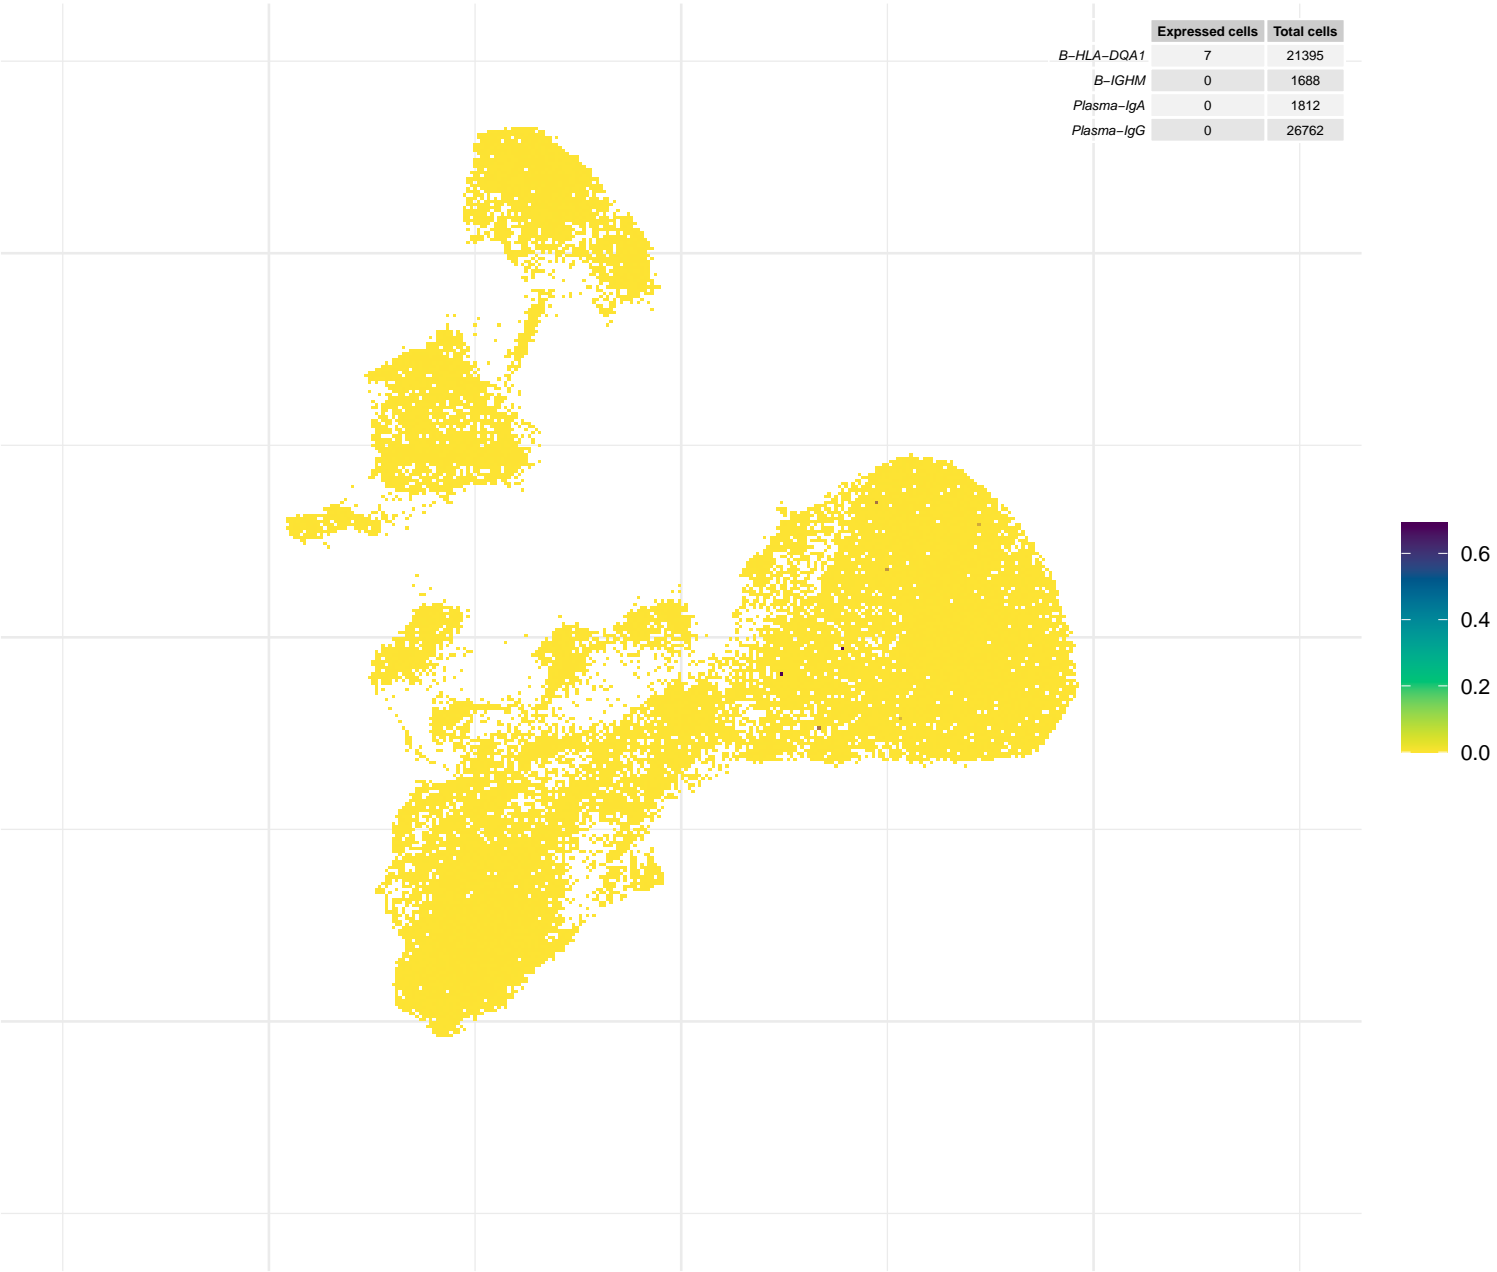 Expressed cells Total cells
B−HLA−DQA1 7 21395
B−IGHM 0 1688
Plasma−IgA 0 1812
Plasma−IgG 0 26762
0.6
0.4
0.2
0.0